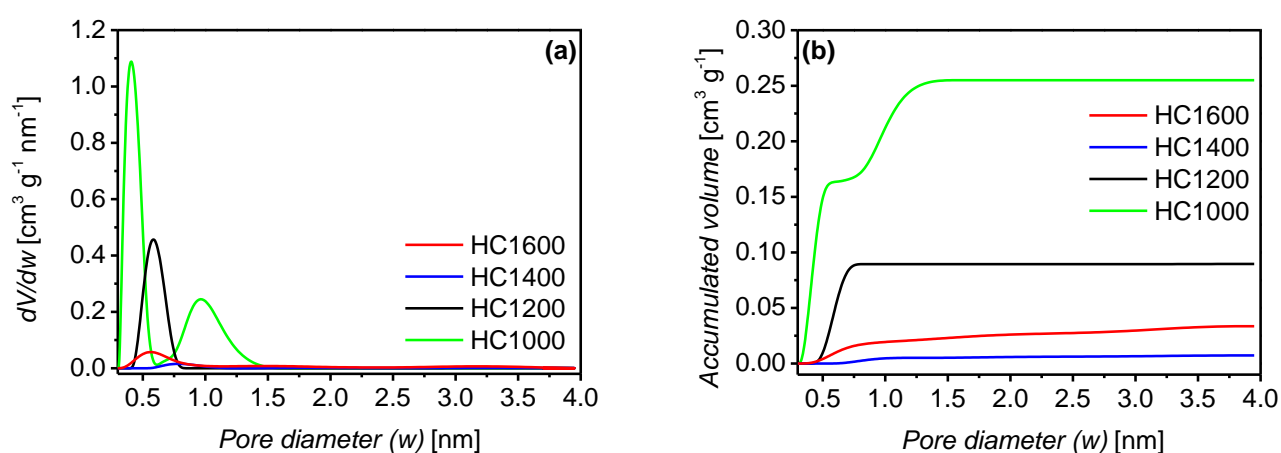 (a)
1.2
1.0
0.8
0.6
0.4
0.2
0.0
dV/dw [cm³ g⁻¹ nm⁻¹]
HC1600
HC1400
HC1200
HC1000
0.5 1.0 1.5 2.0 2.5 3.0 3.5 4.0
Pore diameter (w) [nm]
(b)
0.30
0.25
0.20
0.15
0.10
0.05
0.00
Accumulated volume [cm³ g⁻¹]
HC1600
HC1400
HC1200
HC1000
0.5 1.0 1.5 2.0 2.5 3.0 3.5 4.0
Pore diameter (w) [nm]